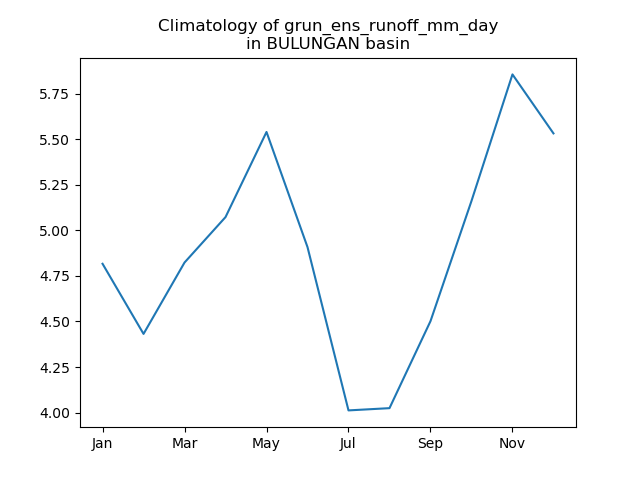 Climatology of grun_ens_runoff_mm_day
in BULUNGAN basin
5.75
5.50
5.25
5.00
4.75
4.50
4.25
4.00
Jan Mar May Jul Sep Nov